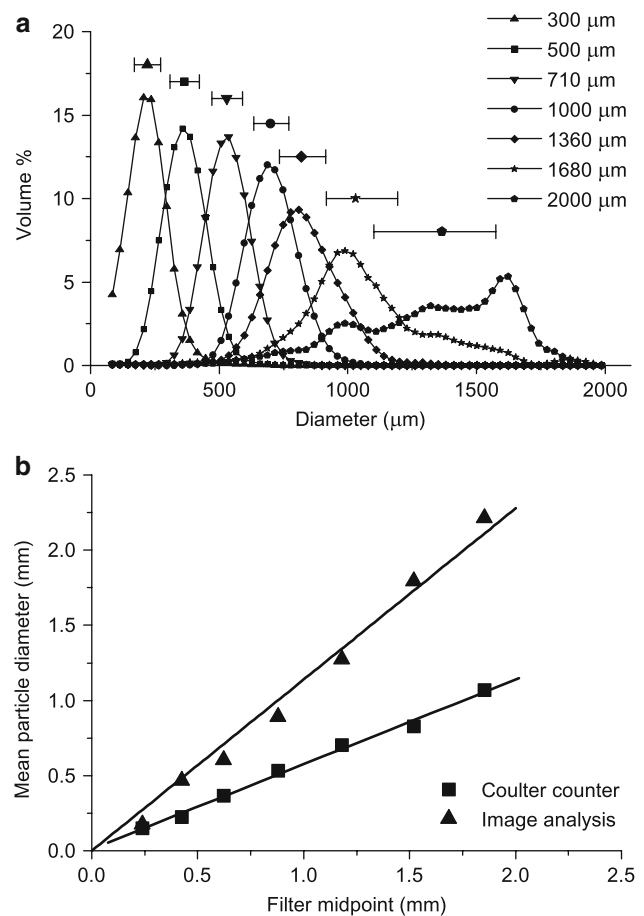 a
300 μm
500 μm
710 μm
1000 μm
1360 μm
1680 μm
2000 μm
20
15
10
5
0
Volume %
0
500
1000
1500
2000
Diameter (μm)
b
2.5
2.0
1.5
1.0
0.5
0.0
Mean particle diameter (mm)
Coulter counter
Image analysis
0.0
0.5
1.0
1.5
2.0
2.5
Filter midpoint (mm)